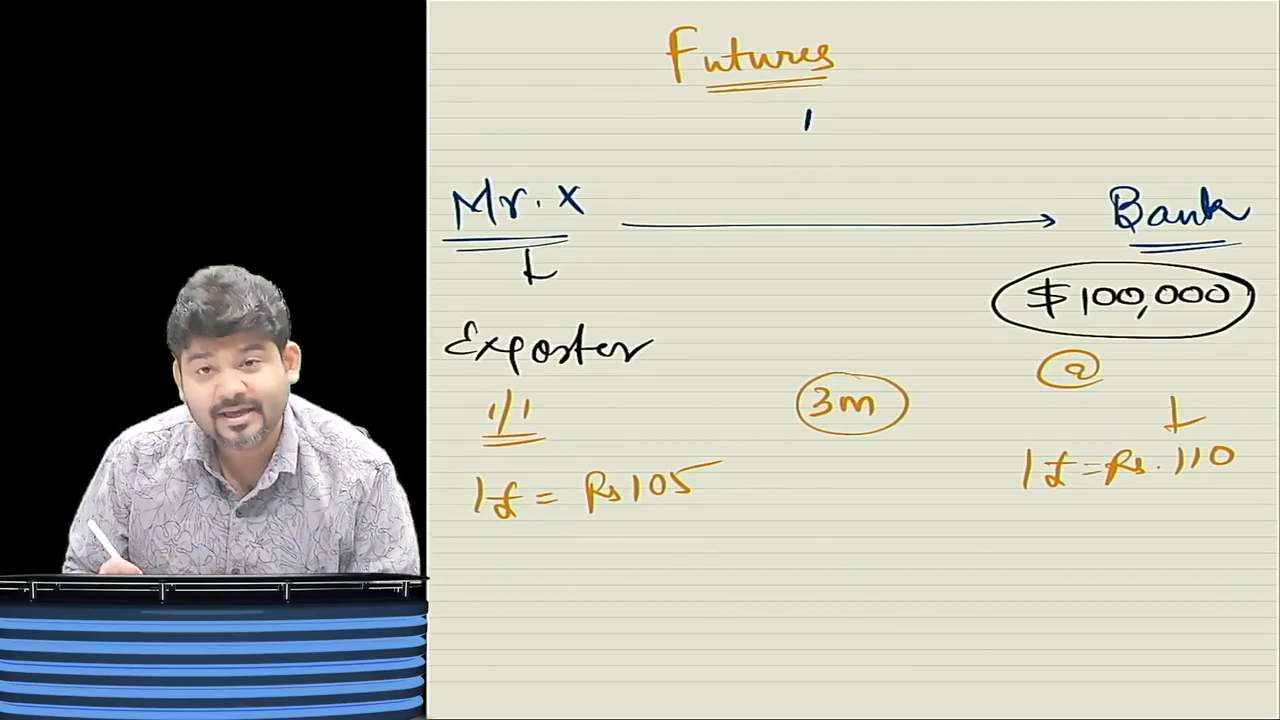 Futures
Mr. X
Bank
$100,000
Exporter
@
1/1
3m
1£ = Rs 105
1£ = Rs. 110